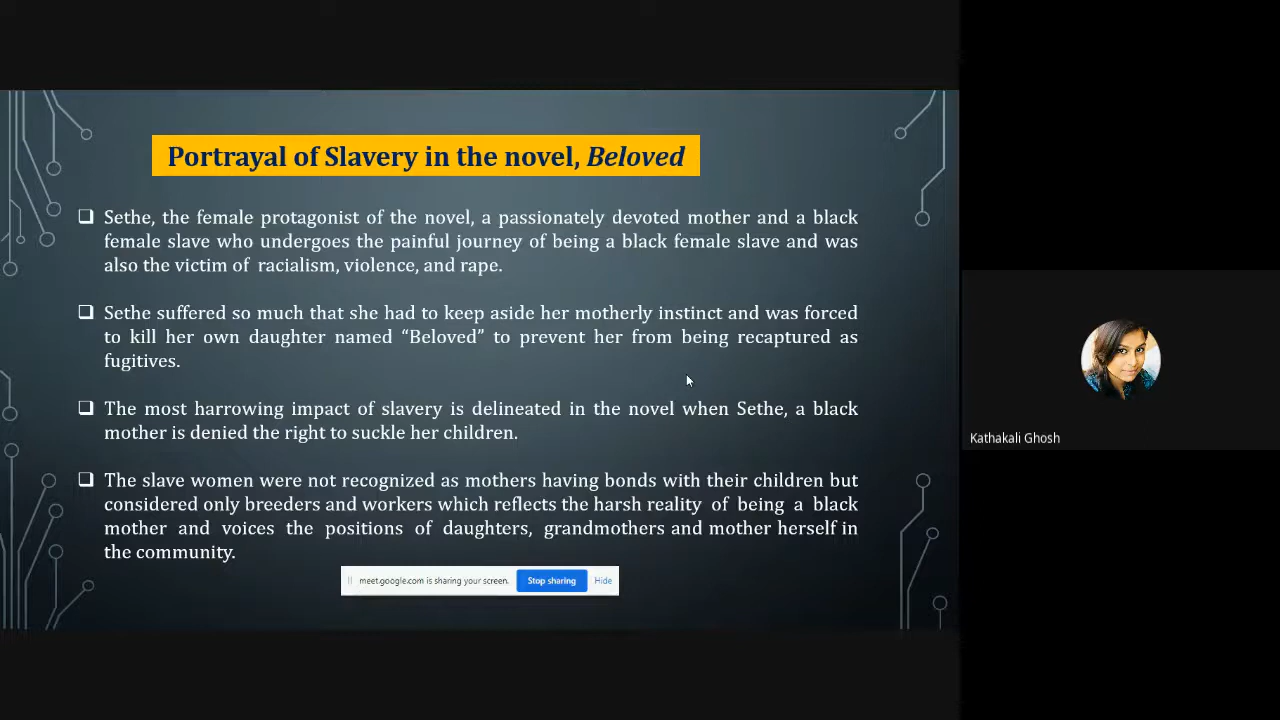 Portrayal of Slavery in the novel, Beloved
Sethe, the female protagonist of the novel, a passionately devoted mother and a black
female slave who undergoes the painful journey of being a black female slave and was
also the victim of racialism, violence, and rape.
Sethe suffered so much that she had to keep aside her motherly instinct and was forced
to kill her own daughter named “Beloved” to prevent her from being recaptured as
fugitives.
The most harrowing impact of slavery is delineated in the novel when Sethe, a black
mother is denied the right to suckle her children.
The slave women were not recognized as mothers having bonds with their children but
considered only breeders and workers which reflects the harsh reality of being a black
mother and voices the positions of daughters, grandmothers and mother herself in
the community.
meet.google.com is sharing your screen. Stop sharing Hide
Kathakali Ghosh